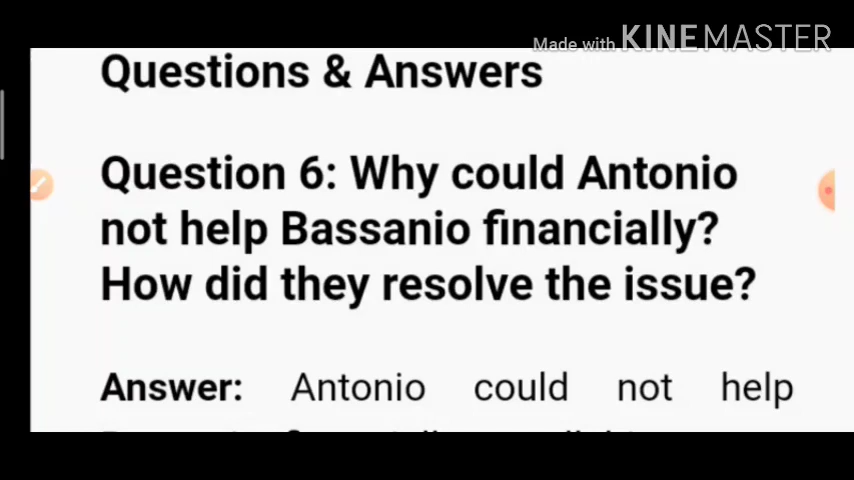 Made with KINEMASTER
Questions & Answers
Question 6: Why could Antonio
not help Bassanio financially?
How did they resolve the issue?
Answer: Antonio could not help